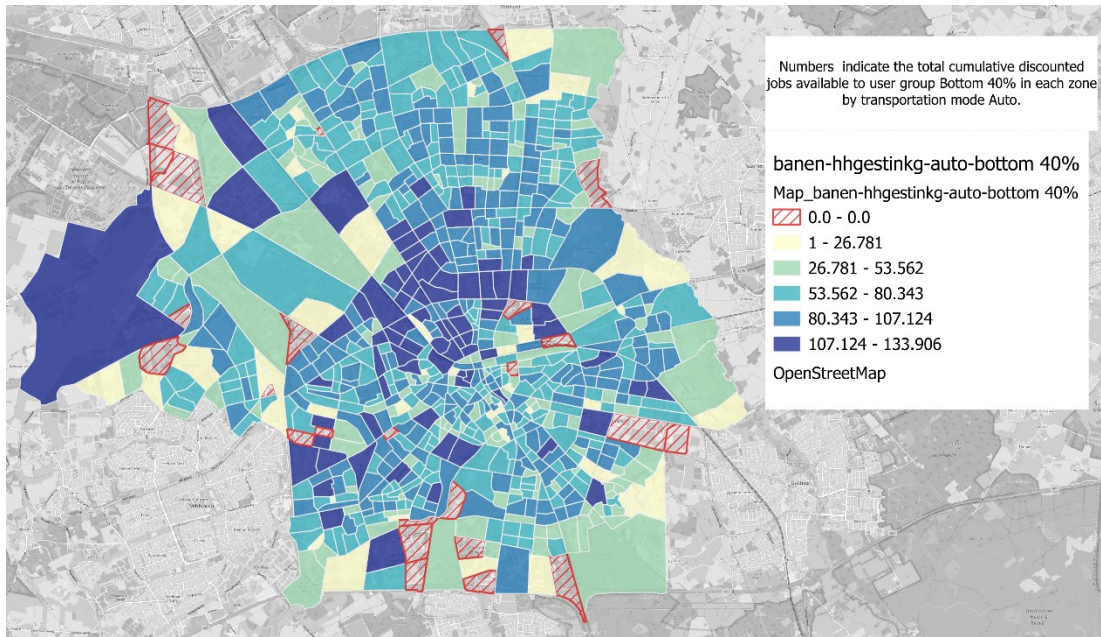 Numbers indicate the total cumulative discounted
jobs available to user group Bottom 40% in each zone
by transportation mode Auto.
banen-hhgestinkg-auto-bottom 40%
Map_banen-hhgestinkg-auto-bottom 40%
0.0 - 0.0
1 - 26.781
26.781 - 53.562
53.562 - 80.343
80.343 - 107.124
107.124 - 133.906
OpenStreetMap